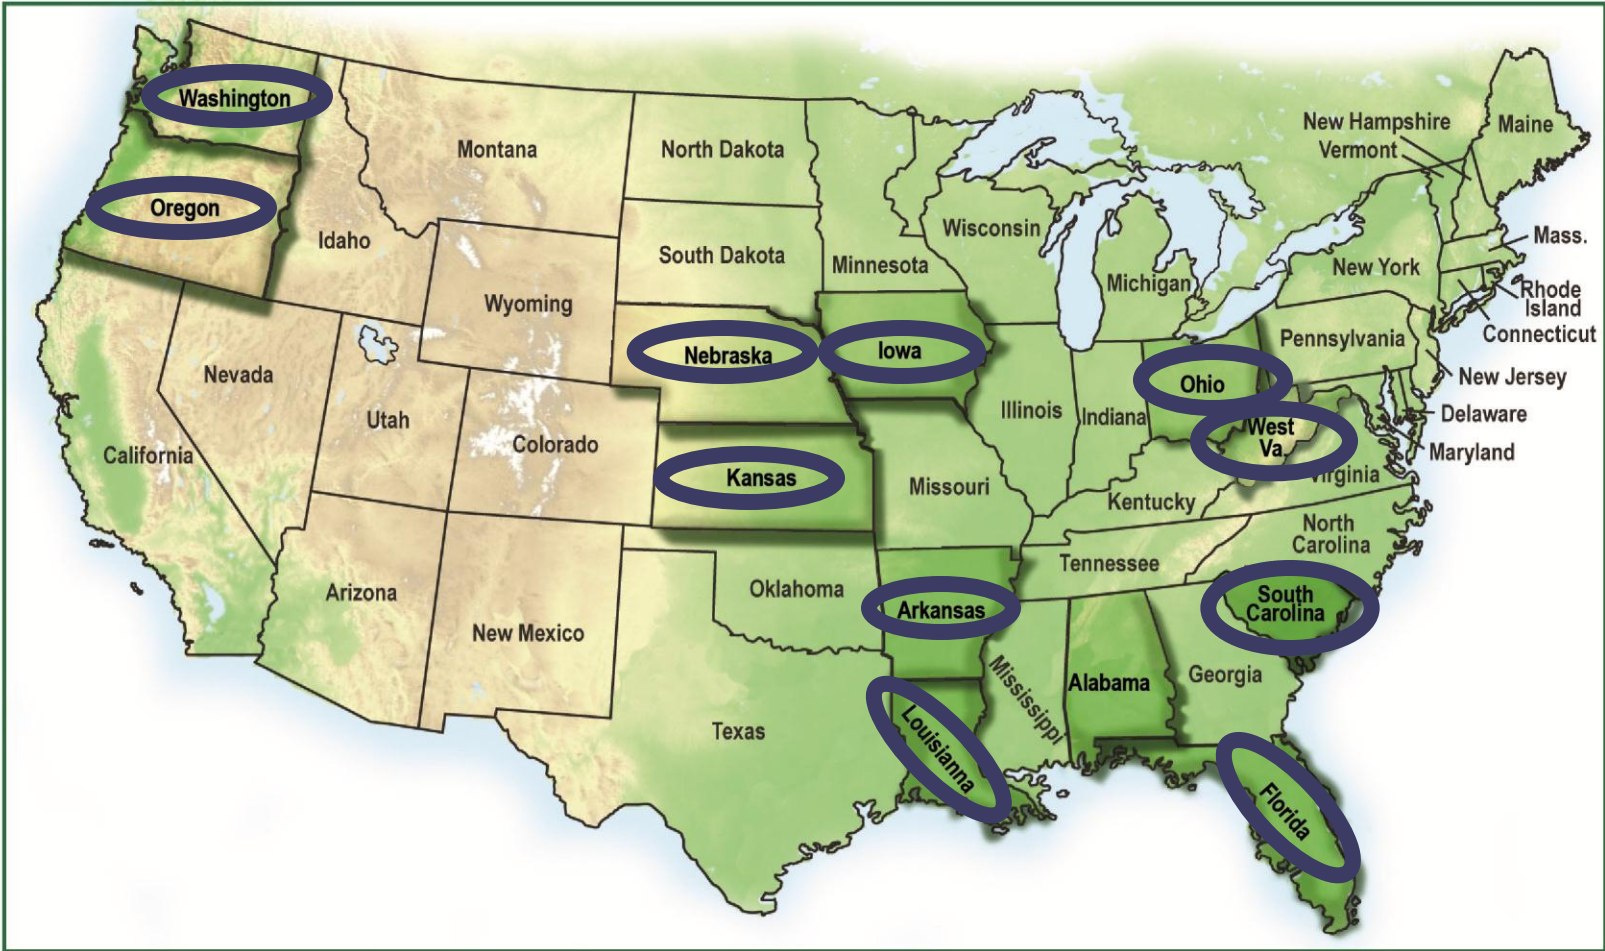 Washington
Montana
North Dakota
New Hampshire
Vermont
Maine
Oregon
Idaho
South Dakota
Minnesota
Wisconsin
Michigan
New York
Mass.
Rhode
Island
Connecticut
Wyoming
Nebraska
Iowa
Ohio
Pennsylvania
New Jersey
Nevada
Utah
Colorado
Illinois
Indiana
West
Va.
Delaware
Maryland
California
Kansas
Missouri
Kentucky
Virginia
North
Carolina
Arizona
New Mexico
Oklahoma
Arkansas
Tennessee
South
Carolina
Texas
Louisianna
Mississippi
Alabama
Georgia
Florida